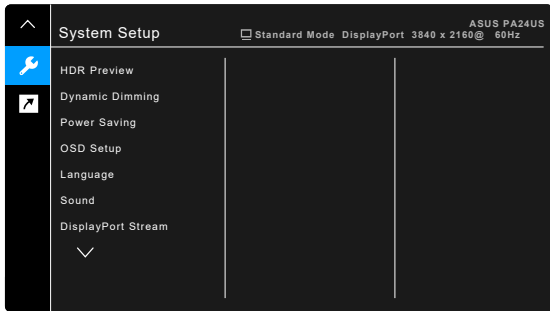 ASUS PA24US
System Setup
Standard Mode DisplayPort 3840 x 2160@ 60Hz
HDR Preview
Dynamic Dimming
Power Saving
OSD Setup
Language
Sound
DisplayPort Stream